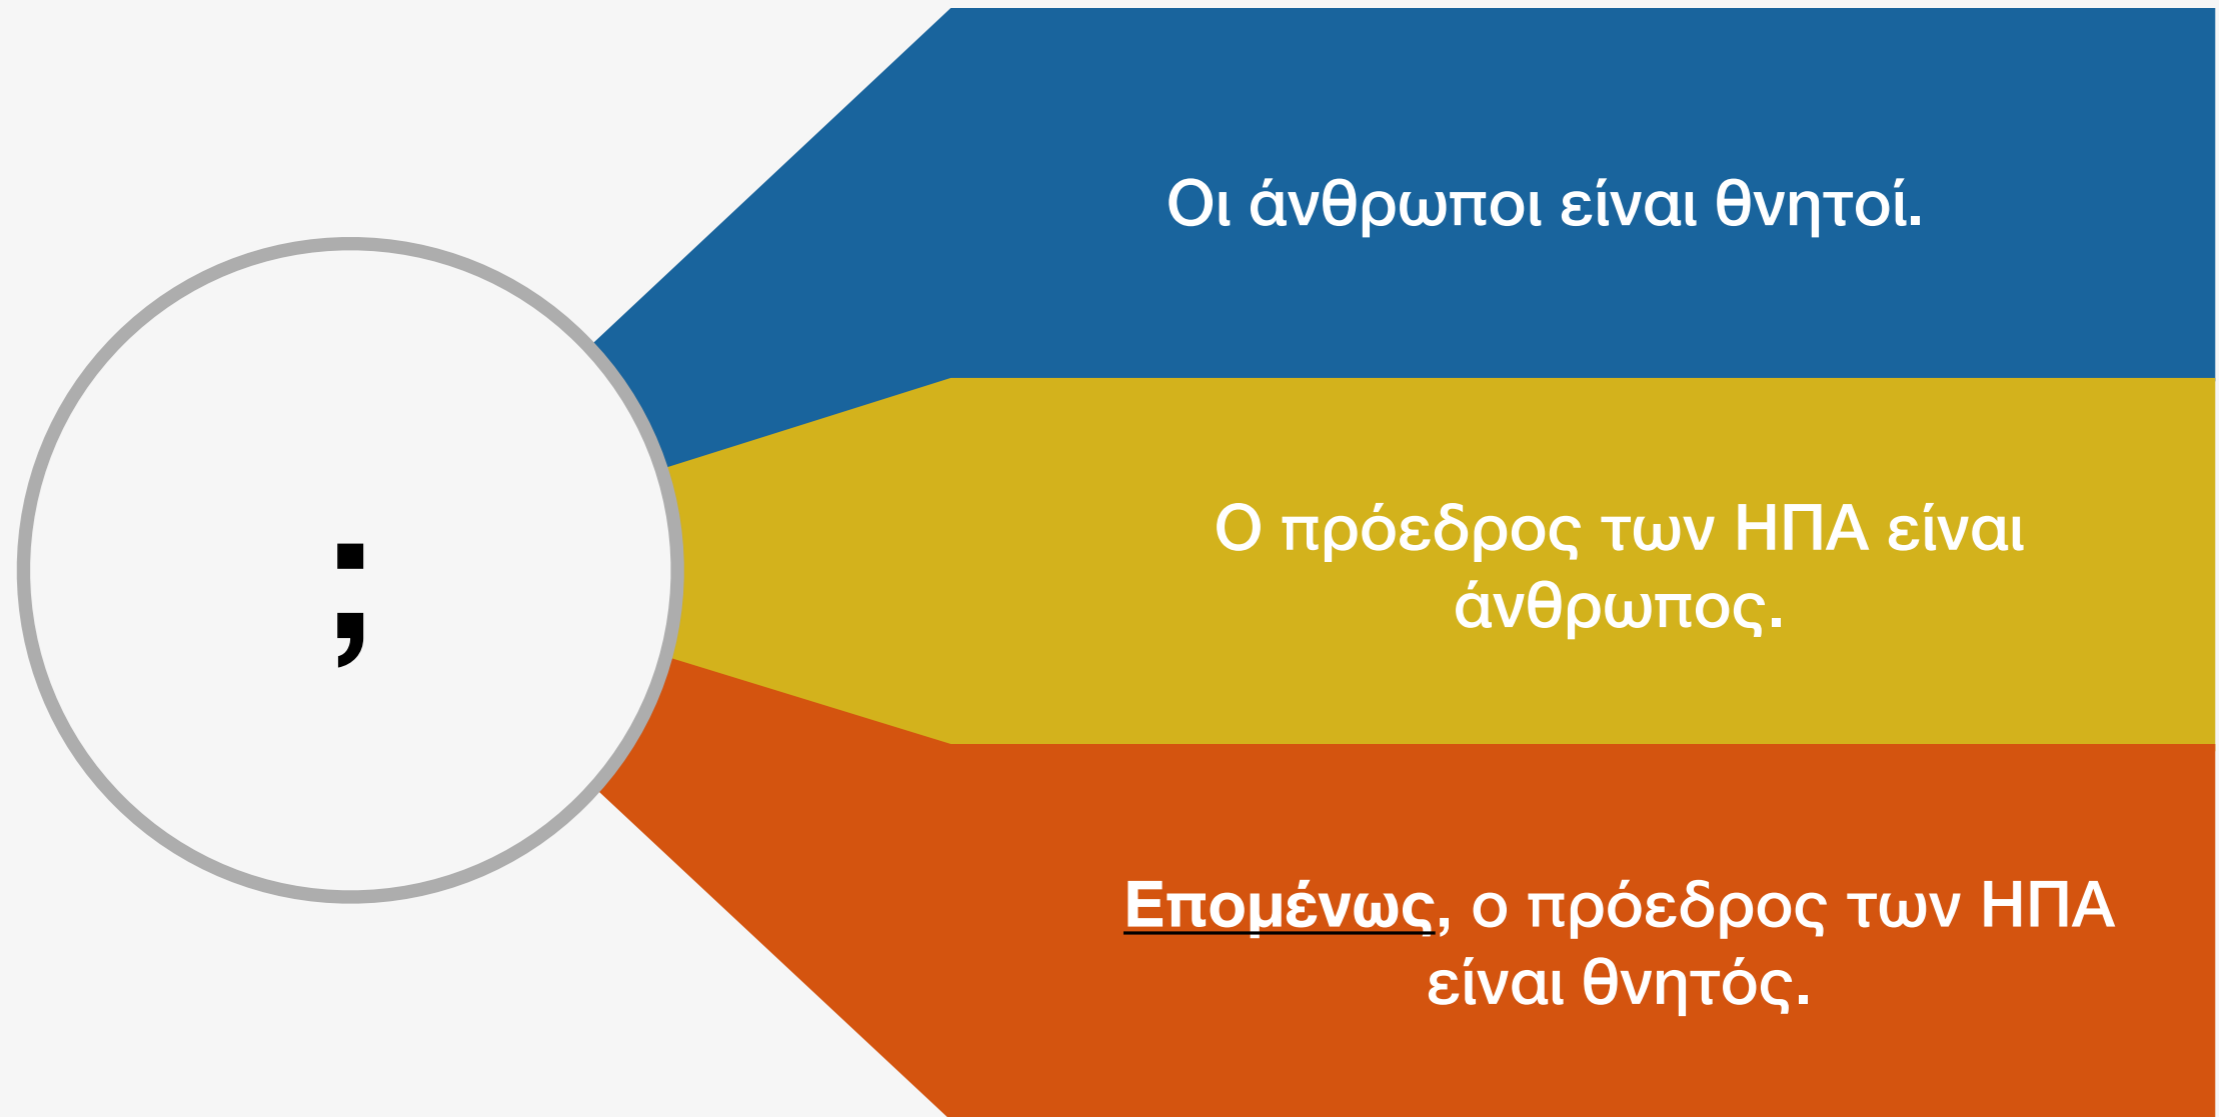 ;
Οι άνθρωποι είναι θνητοί.
Ο πρόεδρος των ΗΠΑ είναι
άνθρωπος.
Επομένως, ο πρόεδρος των ΗΠΑ
είναι θνητός.